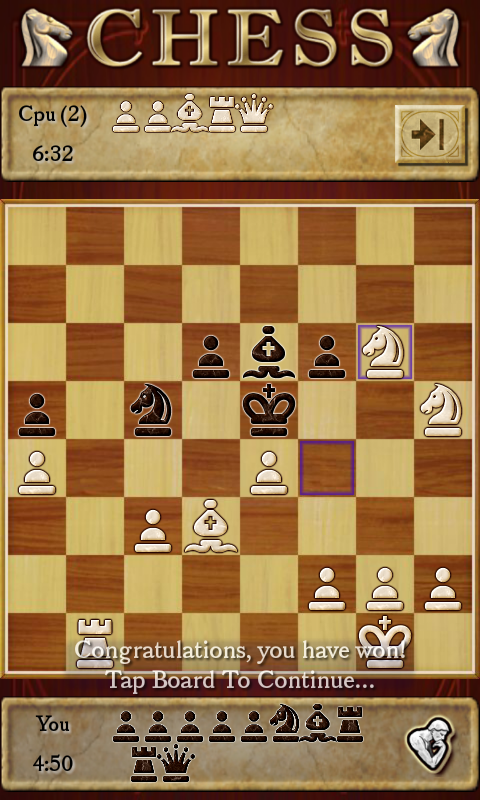 CHESS
Cpu (2)
6:32
Congratulations, you have won!
Tap Board To Continue...
You
4:50